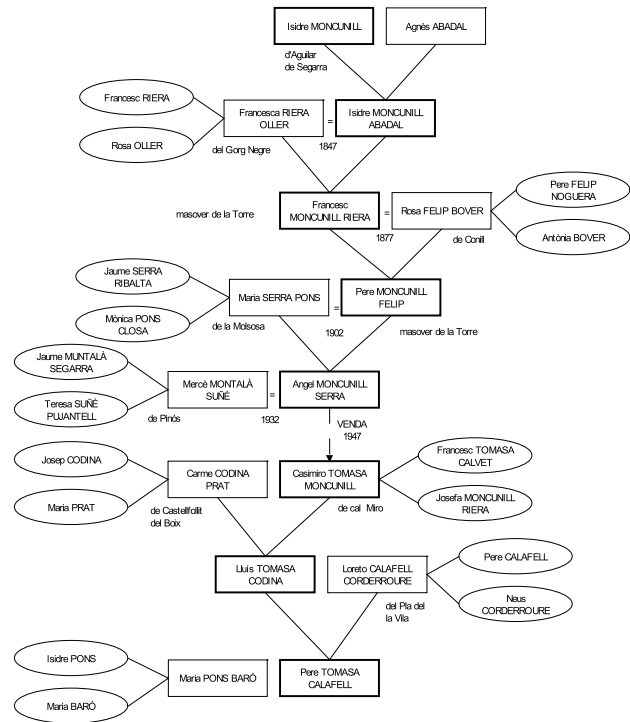 Isidre MONCUNILL
Agnès ABADAL
d'Aguilar
de Segarra
Francesc RIERA
Rosa OLLER
Francesca RIERA
OLLER
=
Isidre MONCUNILL
ABADAL
del Gorg Negre
1847
masover de la Torre
Francesc
MONCUNILL RIERA
=
Rosa FELIP BOVER
1877
de Conill
Pere FELIP
NOGUERA
Antònia BOVER
Jaume SERRA
RIBALTA
Mònica PONS
CLOSA
Maria SERRA PONS
=
Pere MONCUNILL
FELIP
de la Molsosa
1902
masover de la Torre
Jaume MUNTALÀ
SEGARRA
Teresa SUÑÉ
PUJANTELL
Mercè MONTALÀ
SUÑÉ
=
Angel MONCUNILL
SERRA
de Pinós
1932
VENDA
1947
Josep CODINA
Maria PRAT
Carme CODINA
PRAT
Casimiro TOMASA
MONCUNILL
Francesc TOMASA
CALVET
Josefa MONCUNILL
RIERA
de Castellfollit
del Boix
de cal Miro
Lluís TOMASA
CODINA
Loreto CALAFELL
CORDERROURE
Pere CALAFELL
Neus
CORDERROURE
del Pla del
la Vila
Isidre PONS
Maria BARÓ
Maria PONS BARÓ
Pere TOMASA
CALAFELL